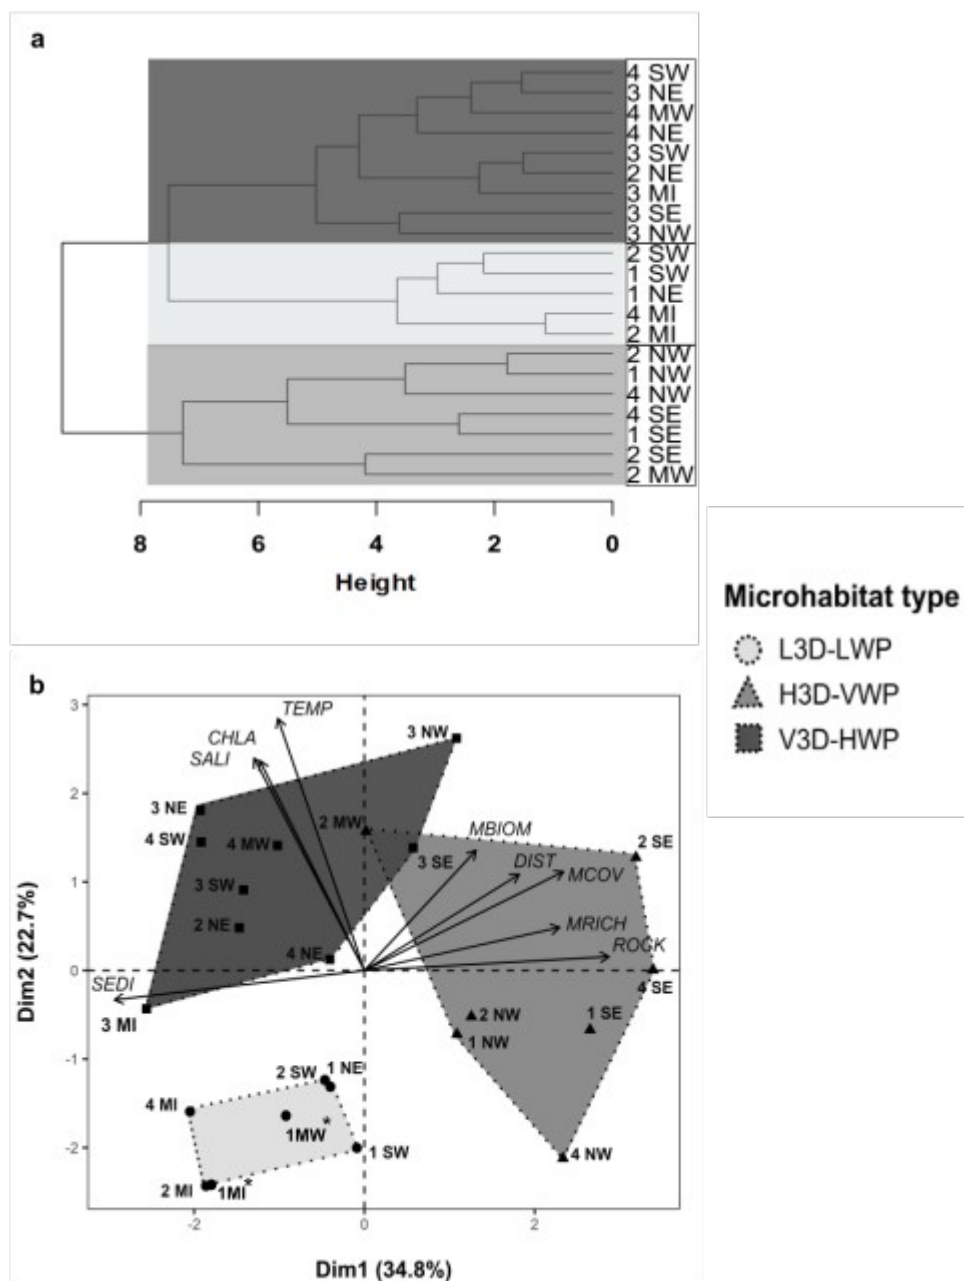 a
4 SW
3 NE
4 MW
4 NE
3 SW
2 NE
3 MI
3 SE
3 NW
2 SW
1 SW
1 NE
4 MI
2 MI
2 NW
1 NW
4 NW
4 SE
1 SE
2 SE
2 MW
8 6 4 2 0
Height
Microhabitat type
L3D-LWP
H3D-VWP
V3D-HWP
b
3
TEMP
3 NW
CHLA
SALI
2
3 NE
2 MW
MBIOM
2 SE
4 SW
4 MW
3 SE
DIST
MCOV
1
3 SW
2 NE
MRICH
4 NE
ROCK
0
SEDI
4 SE
3 MI
2 NW
1 SE
1 NW
-1
2 SW 1 NE
4 MI
1MW*
-2
1 SW
4 NW
2 MI
1MI*
-2 0 2
Dim2 (22.7%)
Dim1 (34.8%)